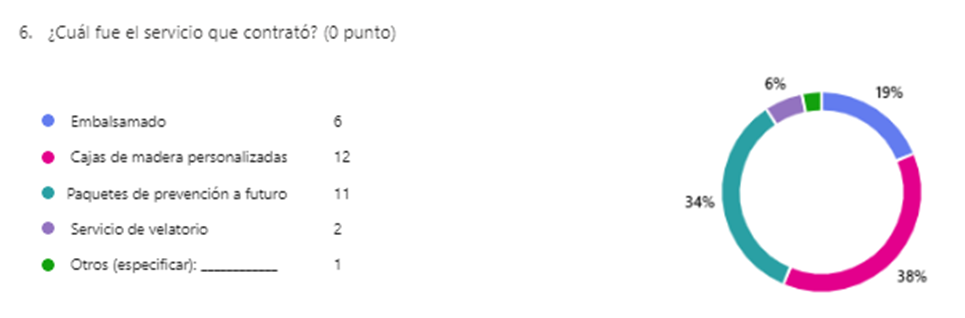 6. ¿Cuál fue el servicio que contrató? (0 punto)
6%
19%
Embalsamado 6
Cajas de madera personalizadas 12
Paquetes de prevención a futuro 11
34%
Servicio de velatorio 2
Otros (especificar): ____________ 1
38%